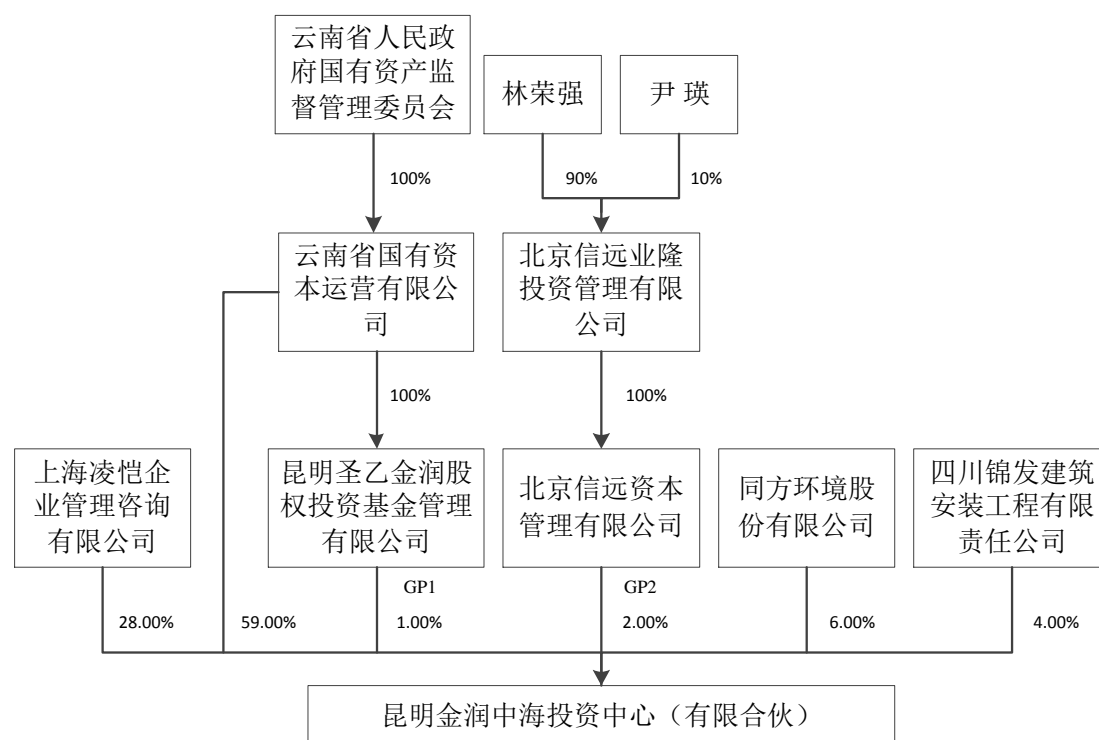 云南省人民政
府国有资产监
督管理委员会
林荣强
尹 瑛
100%
90%
10%
云南省国有资
本运营有限公
司
北京信远业隆
投资管理有限
公司
100%
100%
上海凌恺企
业管理咨询
有限公司
昆明圣乙金润股
权投资基金管理
有限公司
北京信远资本
管理有限公司
同方环境股
份有限公司
四川锦发建筑
安装工程有限
责任公司
GP1
GP2
28.00%
59.00%
1.00%
2.00%
6.00%
4.00%
昆明金润中海投资中心（有限合伙）